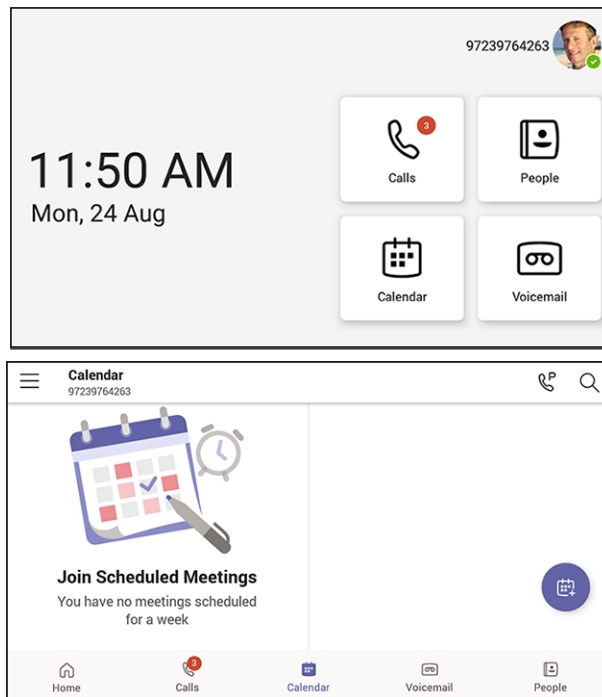 97239764263
11:50 AM
Mon, 24 Aug
3
Calls
People
Calendar
Voicemail
Calendar
97239764263
P
Join Scheduled Meetings
You have no meetings scheduled
for a week
Home
3
Calls
Calendar
Voicemail
People